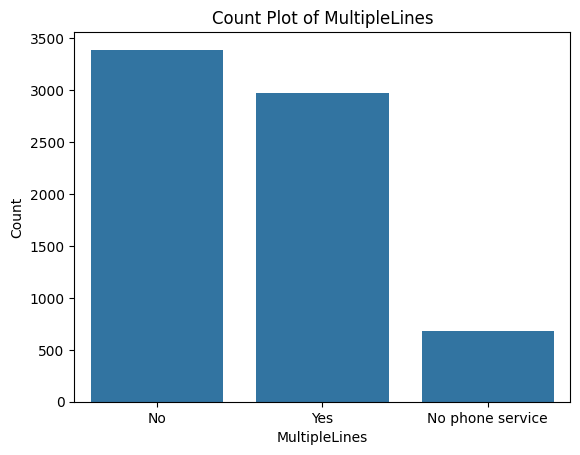 Count Plot of MultipleLines
3500
3000
2500
2000
1500
1000
500
0
Count
No
Yes
No phone service
MultipleLines